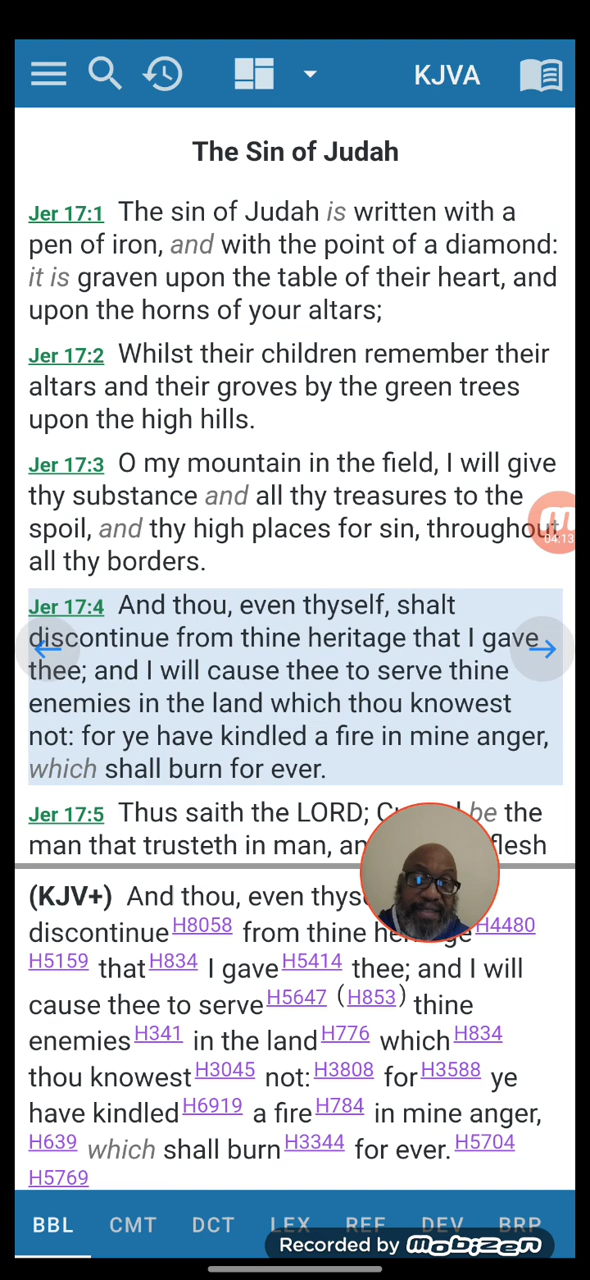 KJVA
The Sin of Judah
Jer 17:1 The sin of Judah is written with a
pen of iron, and with the point of a diamond:
it is graven upon the table of their heart, and
upon the horns of your altars;
Jer 17:2 Whilst their children remember their
altars and their groves by the green trees
upon the high hills.
Jer 17:3 O my mountain in the field, I will give
thy substance and all thy treasures to the
spoil, and thy high places for sin, throughout
04:13
all thy borders.
Jer 17:4 And thou, even thyself, shalt
discontinue from thine heritage that I gave
thee; and I will cause thee to serve thine
enemies in the land which thou knowest
not: for ye have kindled a fire in mine anger,
which shall burn for ever.
Jer 17:5 Thus saith the LORD; be the
man that trusteth in man, flesh
(KJV+) And thou, even
discontinue H8058 from thine H4480
H5159 that H834 I gave H5414 thee; and I will
cause thee to serve H5647 (H853) thine
enemies H341 in the land H776 which H834
thou knowest H3045 not: H3808 for H3588 ye
have kindled H6919 a fire H784 in mine anger,
H639 which shall burn H3344 for ever. H5704
H5769
BBL CMT DCT LEX REF DEV BRP
Recorded by mobizen